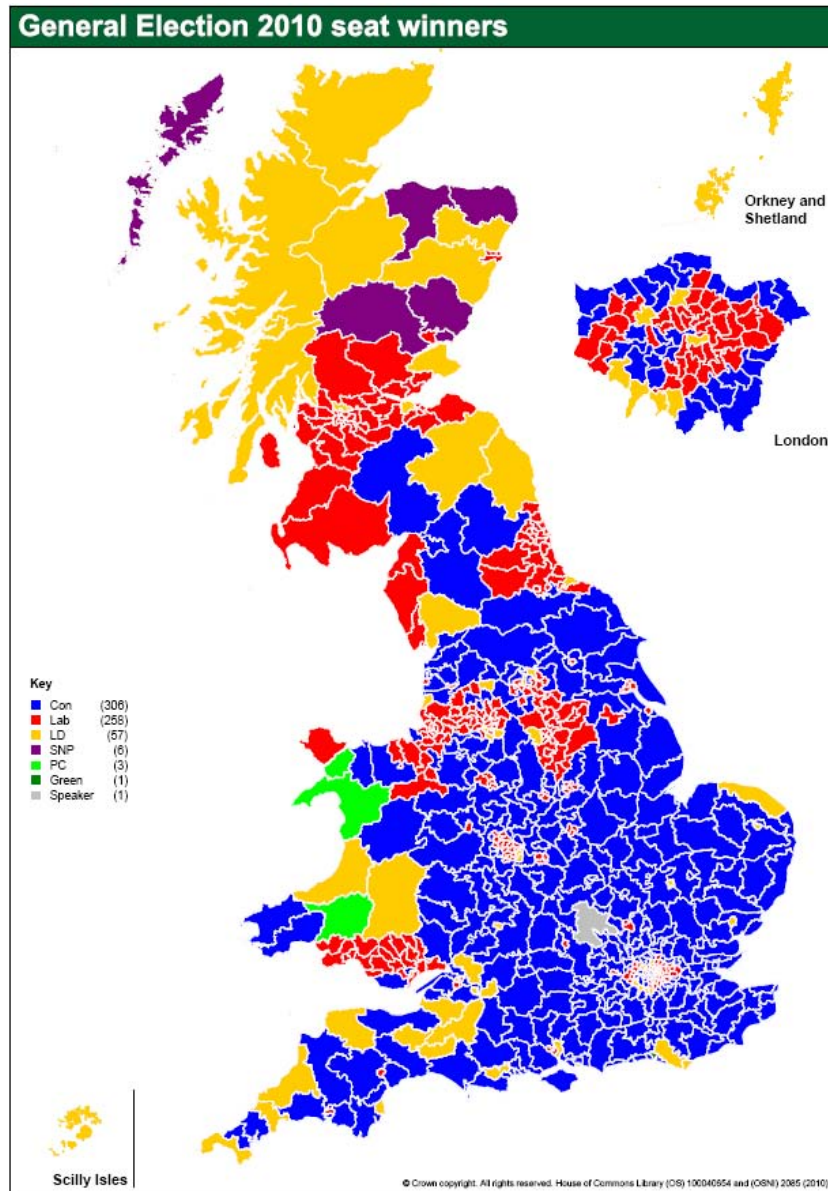 General Election 2010 seat winners
Orkney and
Shetland
London
Key
Con (306)
Lab (258)
LD (57)
SNP (6)
PC (3)
Green (1)
Speaker (1)
Scilly Isles
© Crown copyright. All rights reserved. House of Commons Library (OS) 100040654 and (OSNI) 2085 (2010)